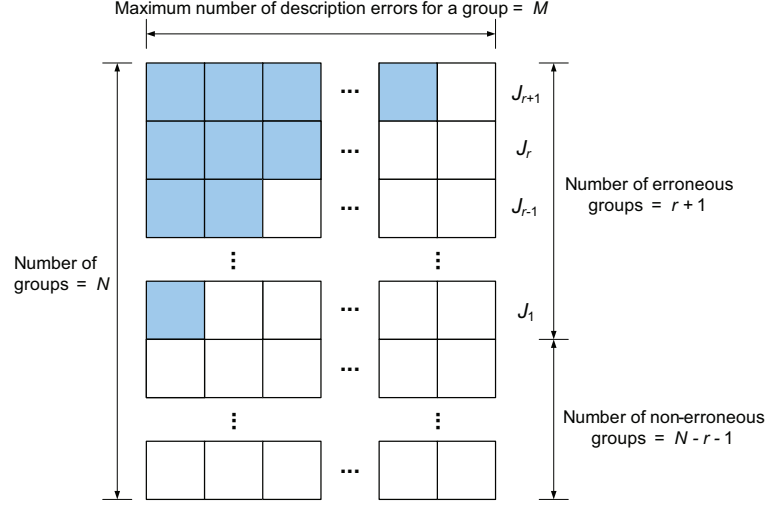 Maximum number of description errors for a group = M
...
J_{r+1}
...
J_r
Number of erroneous
groups = r + 1
...
J_{r-1}
Number of
groups = N
...
J_1
...
Number of non-erroneous
groups = N - r - 1
...